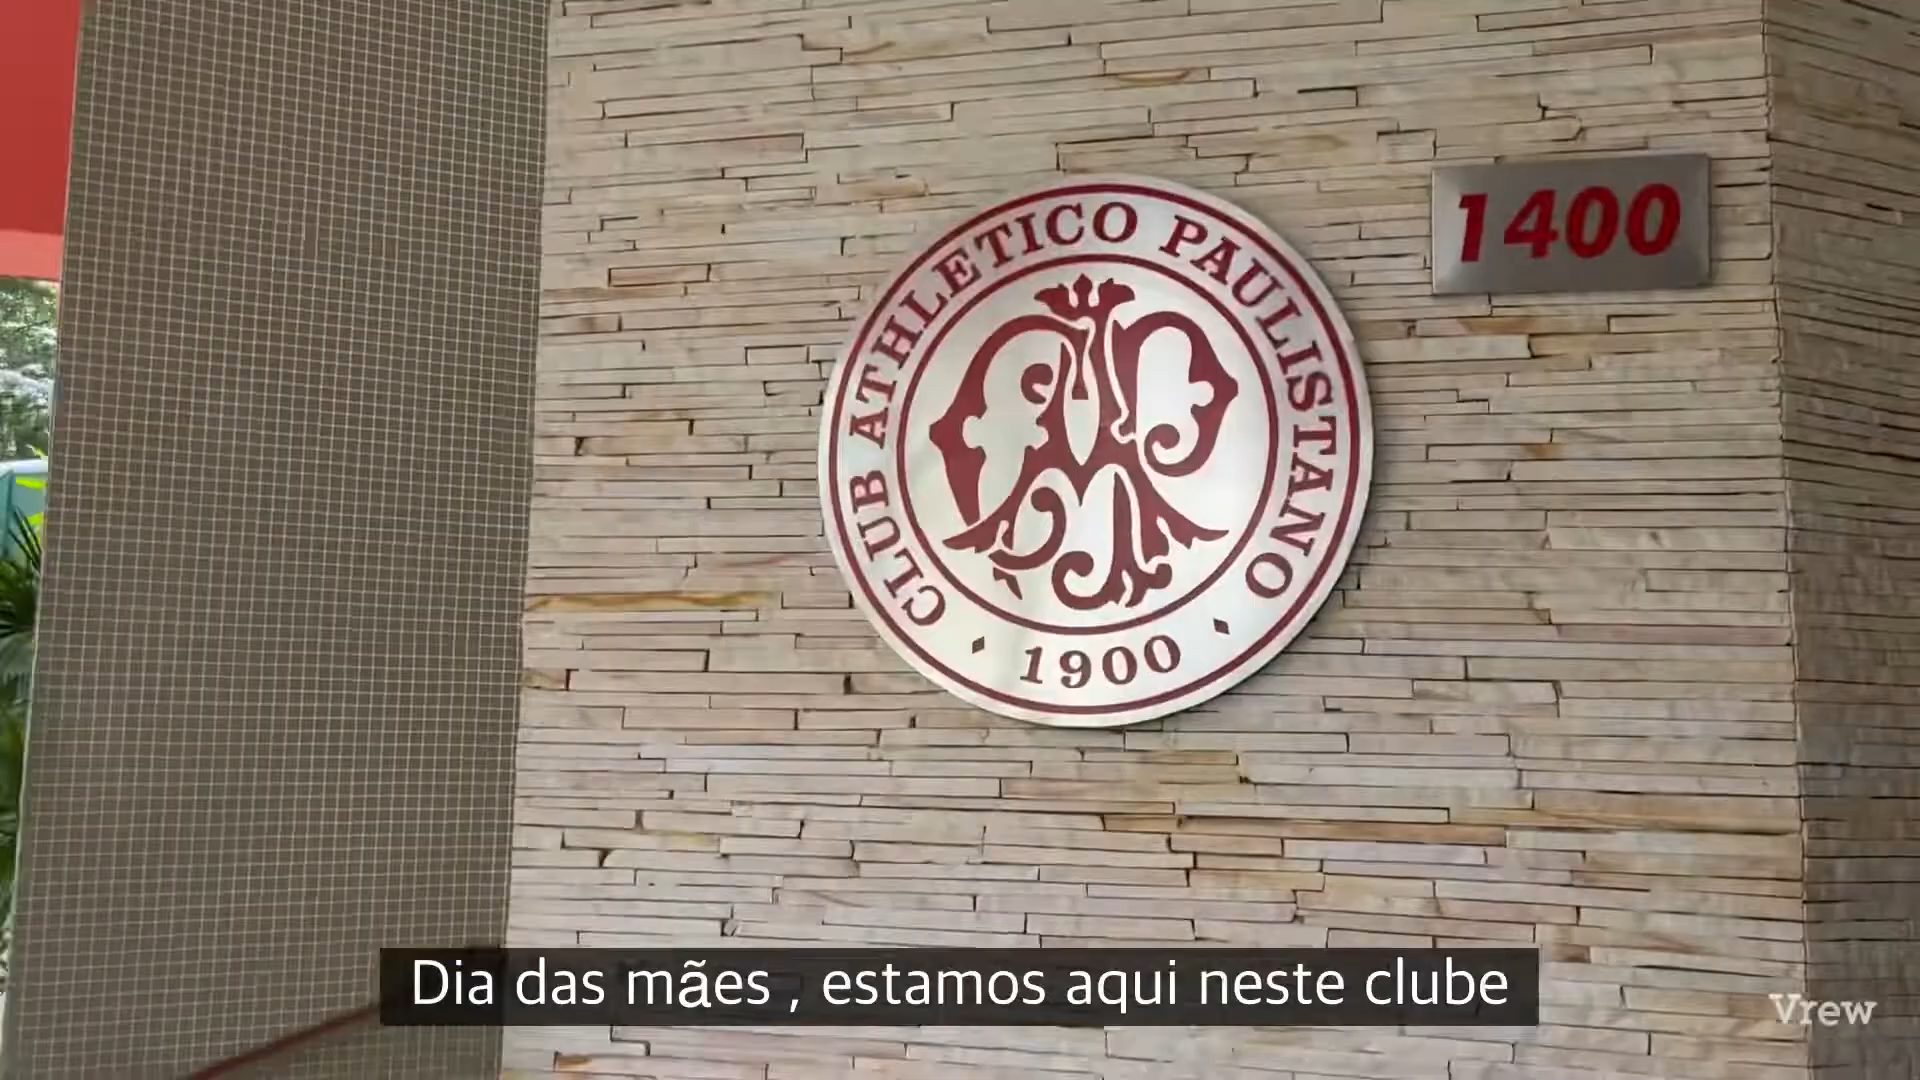 1400
CLUB ATHLETICO PAULISTANO
1900
Dia das mães , estamos aqui neste clube
Vrew